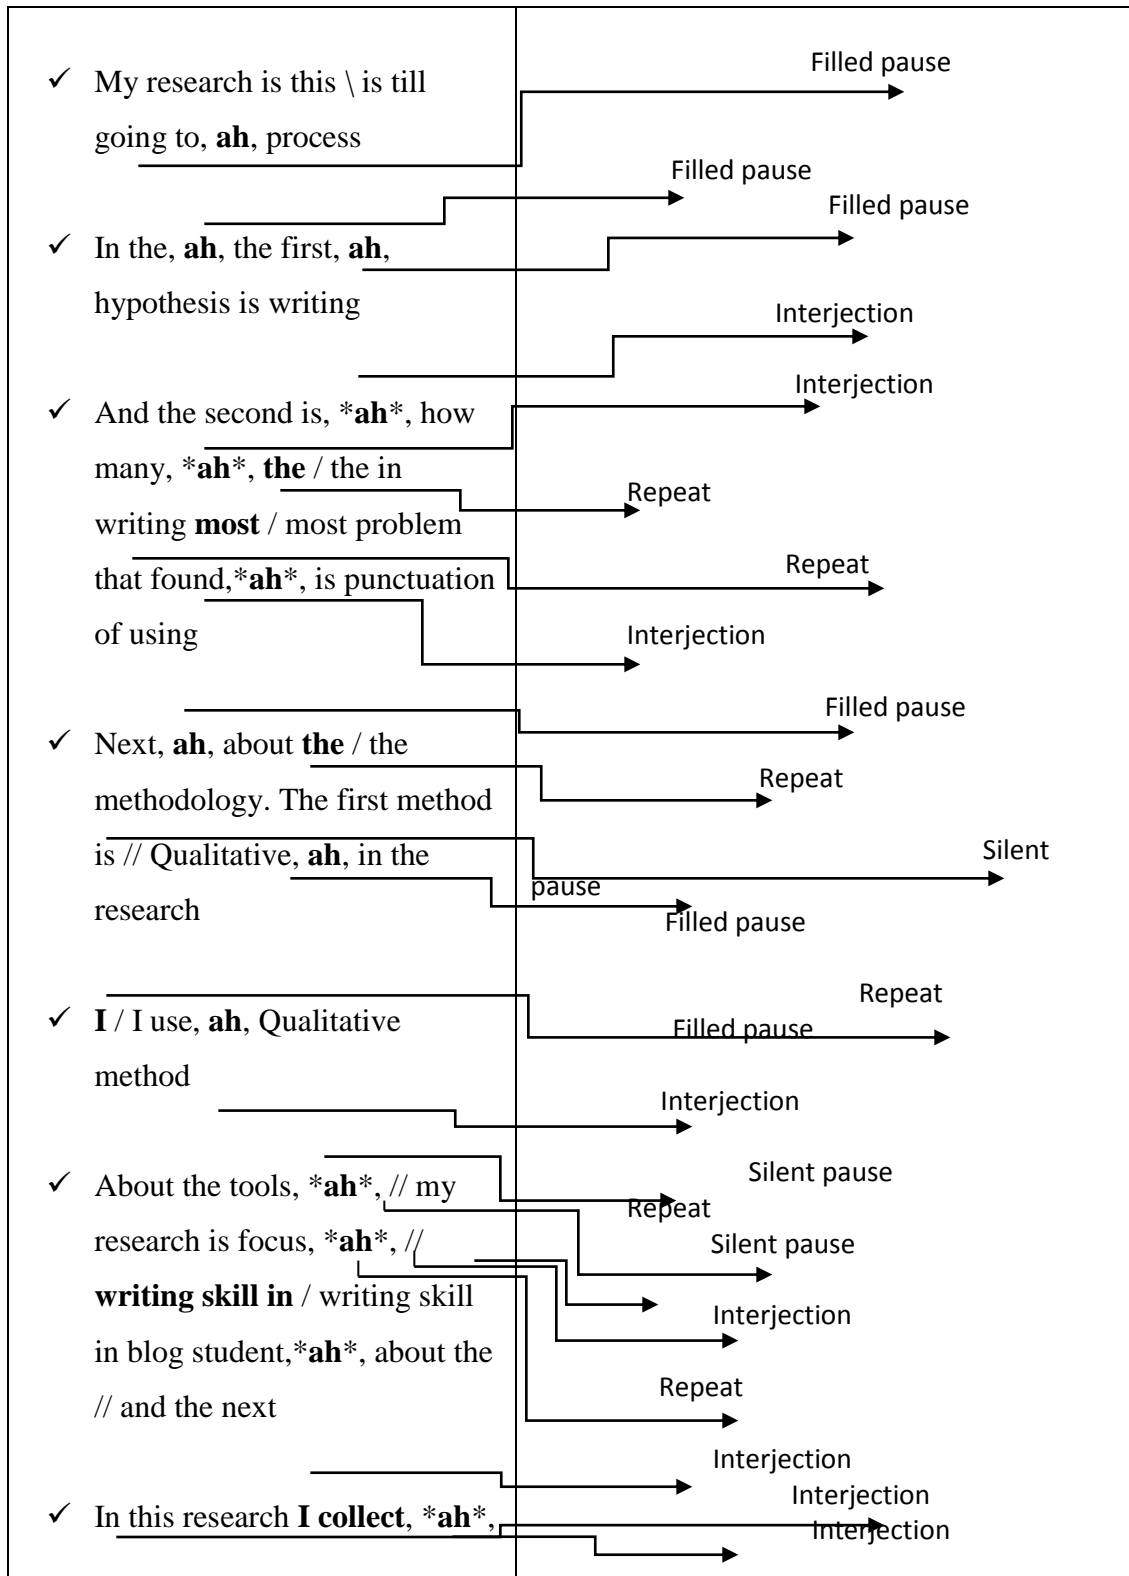 Filled pause
✓ My research is this \ is till
going to, ah, process
Filled pause
Filled pause
✓ In the, ah, the first, ah,
hypothesis is writing
Interjection
Interjection
✓ And the second is, *ah*, how
many, *ah*, the / the in
Repeat
writing most / most problem
Repeat
that found,*ah*, is punctuation
of using
Interjection
Filled pause
✓ Next, ah, about the / the
Repeat
methodology. The first method
is // Qualitative, ah, in the
Silent
pause
research
Filled pause
Repeat
✓ I / I use, ah, Qualitative
Filled pause
method
Interjection
Silent pause
✓ About the tools, *ah*, // my
Repeat
research is focus, *ah*, //
Silent pause
writing skill in / writing skill
Interjection
in blog student,*ah*, about the
Repeat
// and the next
Interjection
Interjection
✓ In this research I collect, *ah*,
Interjection